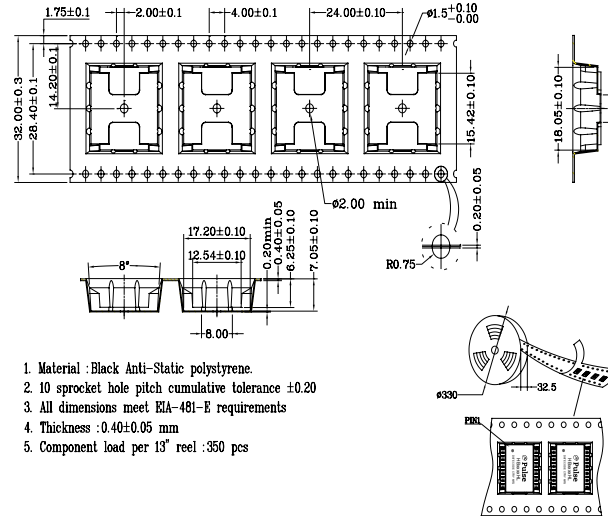 1.75±0.1
2.00±0.1
4.00±0.1
24.00±0.10
ø1.5+0.10
-0.00
32.00±0.3
28.40±0.1
14.20±0.1
15.42±0.10
18.05±0.10
ø2.00 min
0.20±0.05
R0.75
17.20±0.10
12.54±0.10
8°
0.20min
0.40±0.05
6.25±0.10
7.05±0.10
8.00
1. Material :Black Anti-Static polystyrene.
2. 10 sprocket hole pitch cumulative tolerance ±0.20
3. All dimensions meet EIA-481-E requirements
4. Thickness :0.40±0.05 mm
5. Component load per 13" reel :350 pcs
ø330
32.5
PIN1
Pulse
Pulse